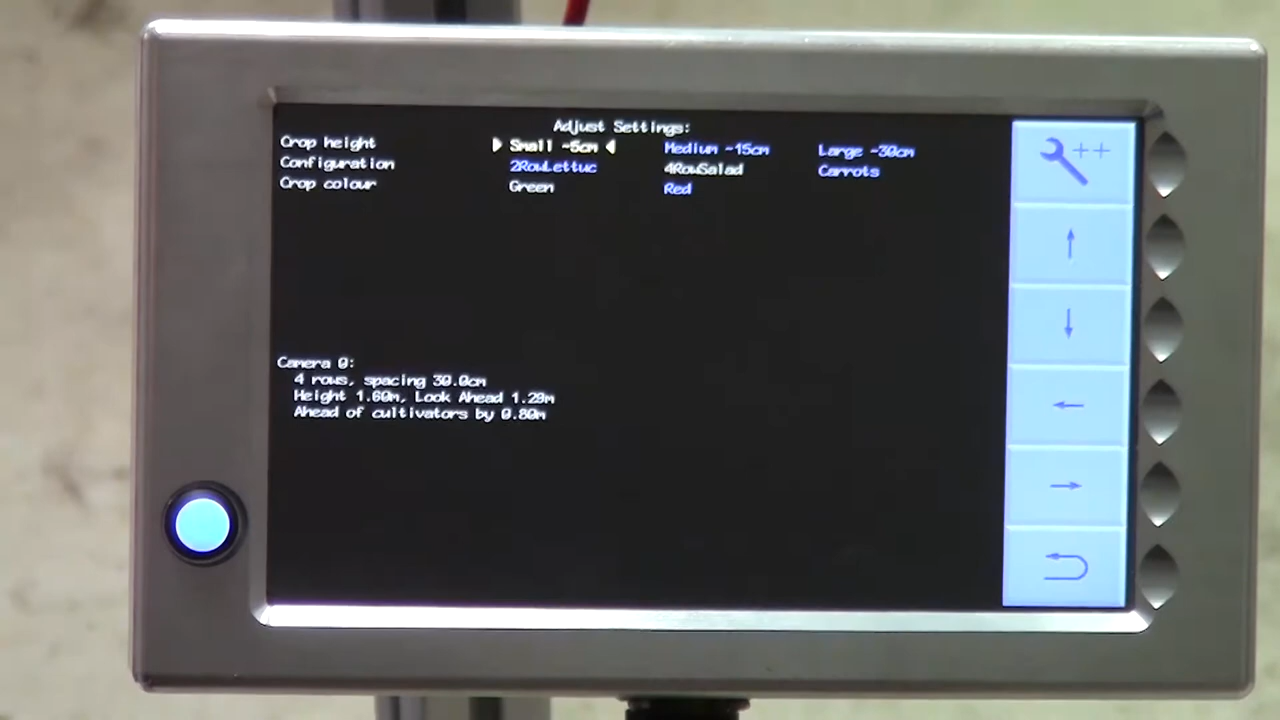 Adjust Settings:
Crop height Small ~5cm Medium ~15cm Large ~30cm
Configuration 2RowLettuc 4RowSalad Carrots
Crop colour Green Red
Camera 0:
4 rows, spacing 30.0cm
Height 1.60m, Look Ahead 1.29m
Ahead of cultivators by 0.80m
++